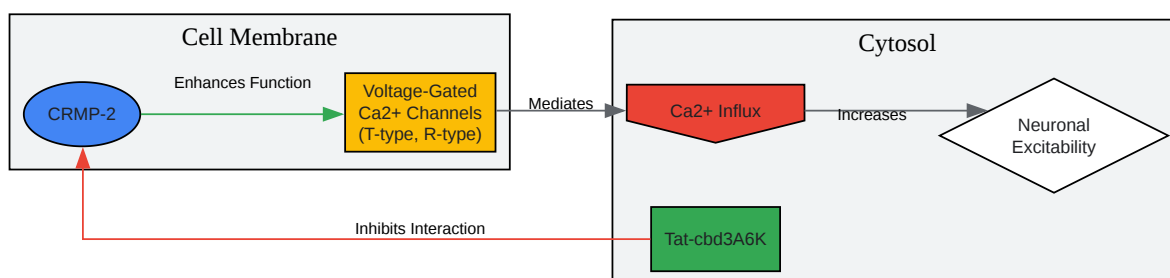 Cell Membrane
CRMP-2
Enhances Function
Voltage-Gated
Ca2+ Channels
(T-type, R-type)
Mediates
Cytosol
Ca2+ Influx
Increases
Neuronal
Excitability
Inhibits Interaction
Tat-cbd3A6K